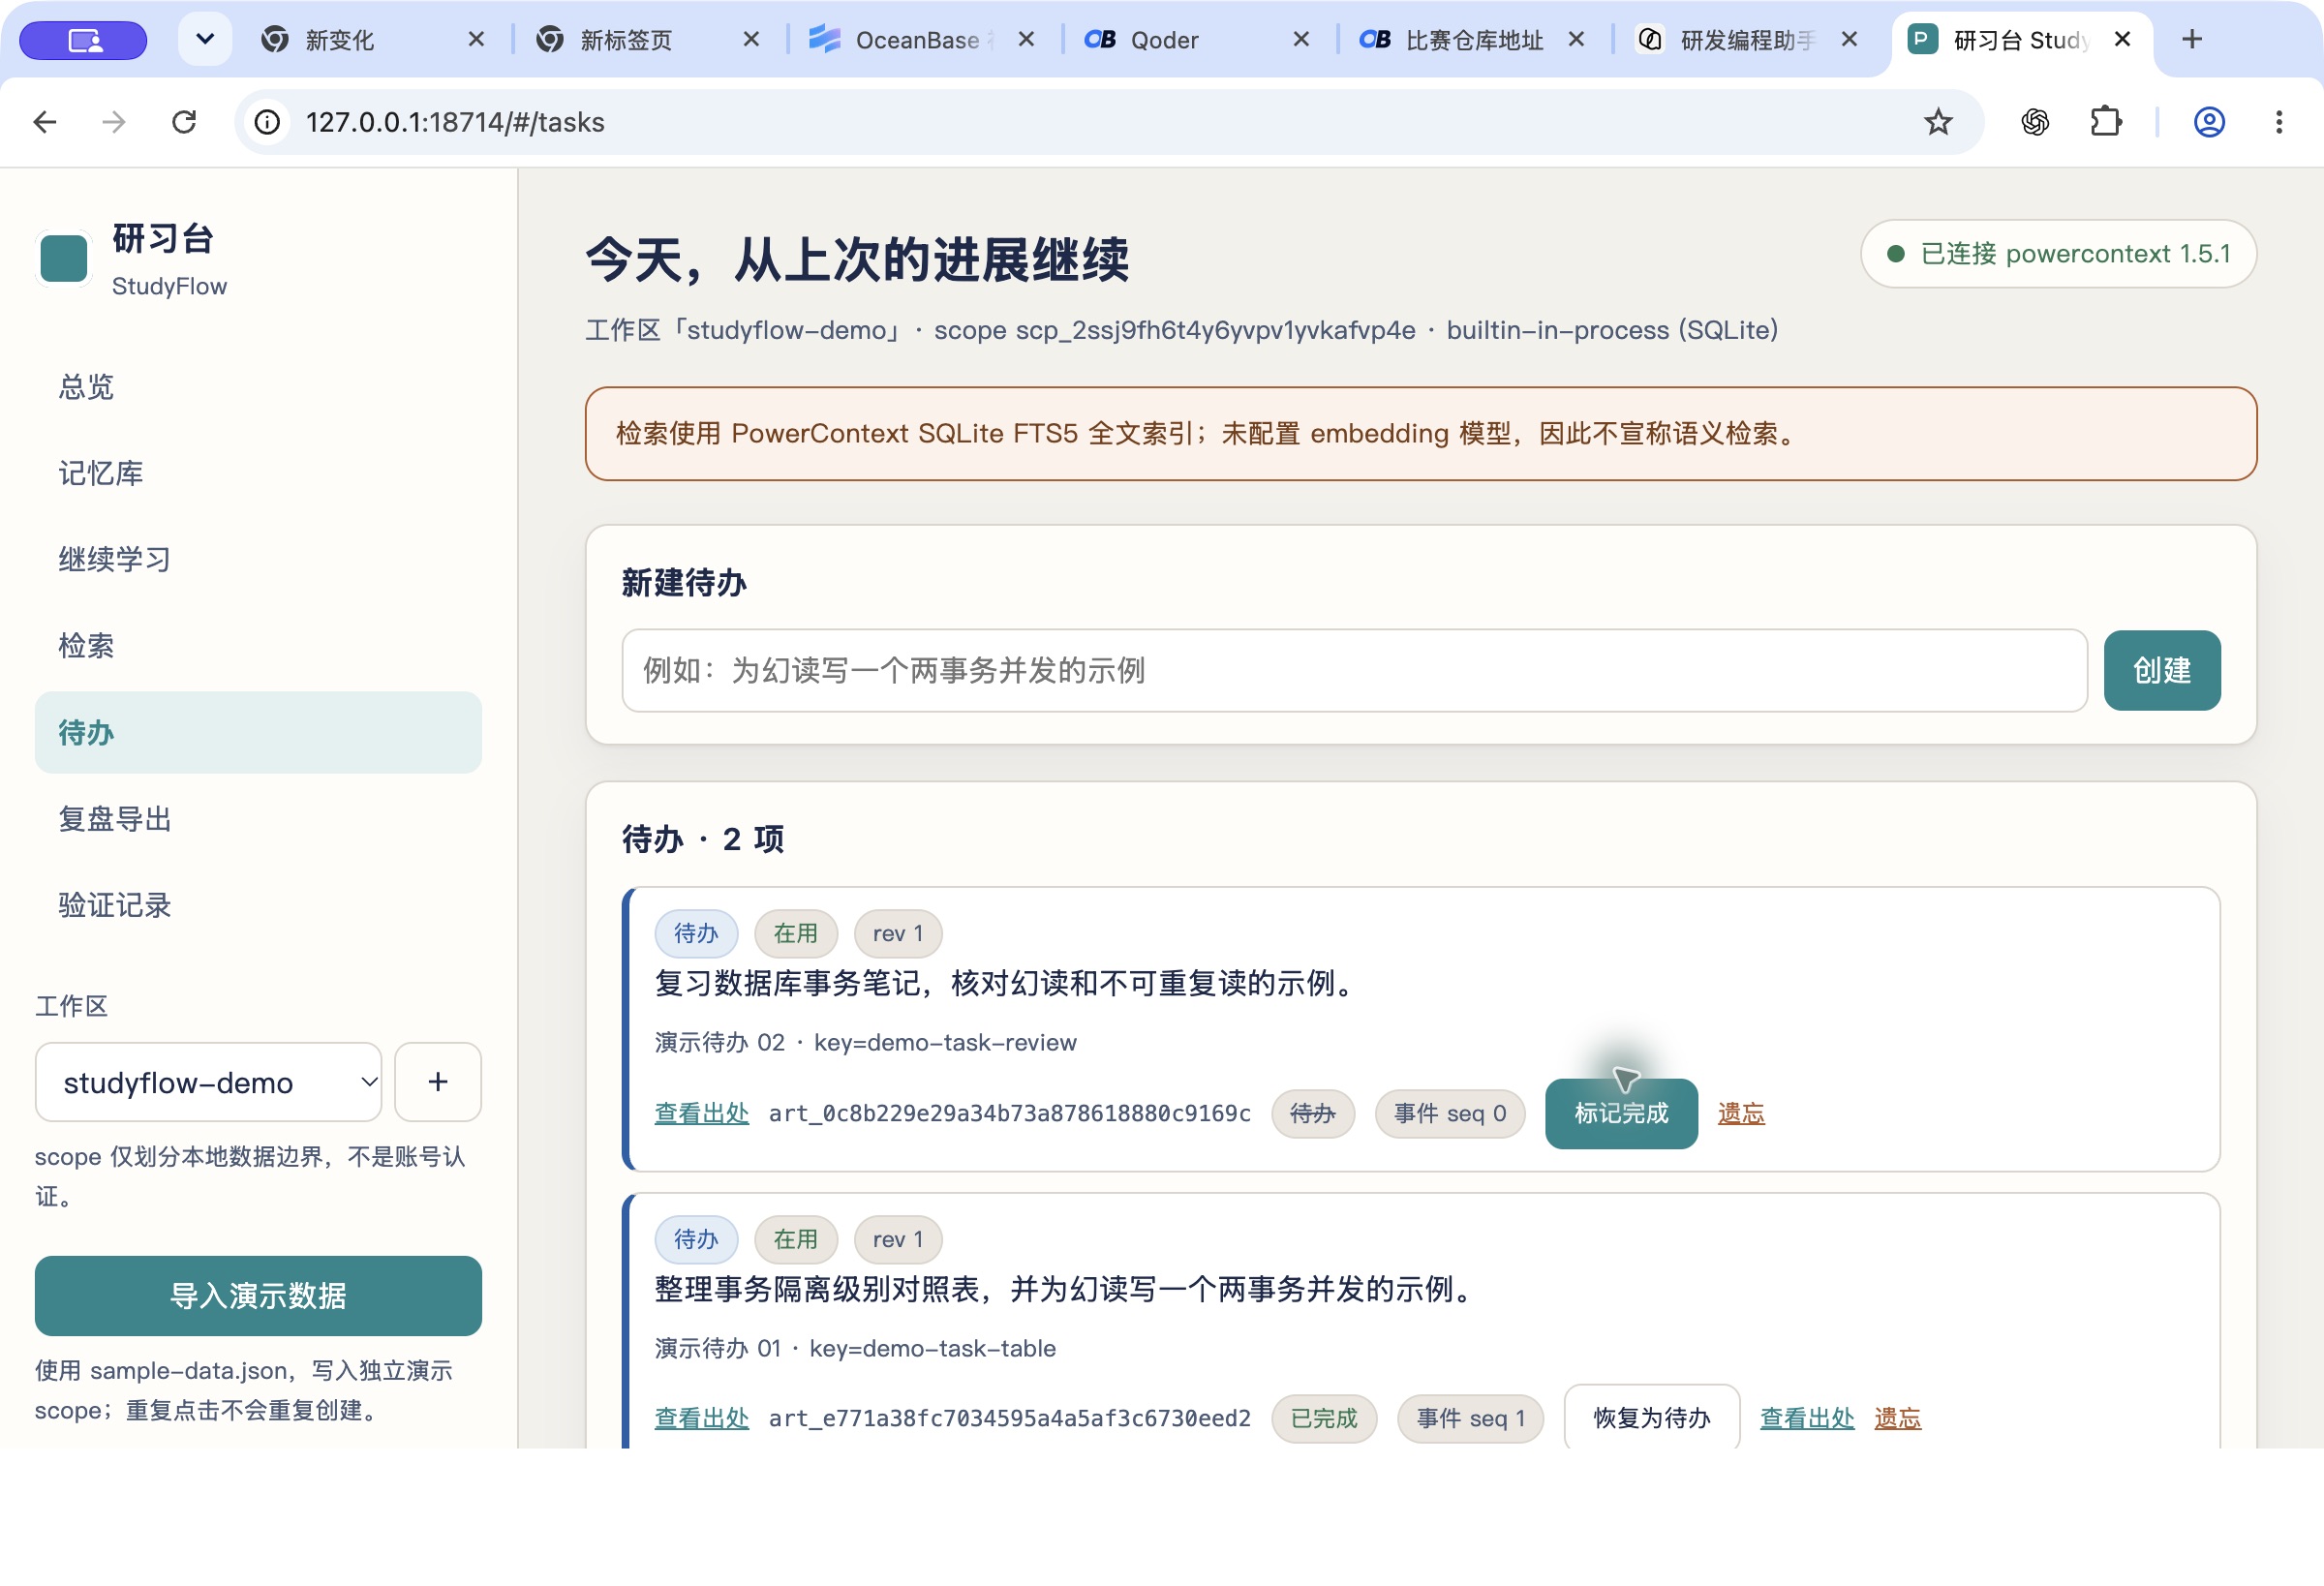 新变化
新标签页
OceanBase
Qoder
比赛仓库地址
研发编程助手
研习台 Study
127.0.0.1:18714/#/tasks
研习台
StudyFlow
总览
记忆库
继续学习
检索
待办
复盘导出
验证记录
工作区
studyflow-demo
+
scope 仅划分本地数据边界，不是账号认
证。
导入演示数据
使用 sample-data.json，写入独立演示
scope；重复点击不会重复创建。
今天，从上次的进展继续
已连接 powercontext 1.5.1
工作区「studyflow-demo」 · scope scp_2ssj9fh6t4y6yvpv1yvkafvp4e · builtin-in-process (SQLite)
检索使用 PowerContext SQLite FTS5 全文索引；未配置 embedding 模型，因此不宣称语义检索。
新建待办
例如：为幻读写一个两事务并发的示例
创建
待办 · 2 项
待办 在用 rev 1
复习数据库事务笔记，核对幻读和不可重复读的示例。
演示待办 02 · key=demo-task-review
查看出处 art_0c8b229e29a34b73a878618880c9169c 待办 事件 seq 0 标记完成 遗忘
待办 在用 rev 1
整理事务隔离级别对照表，并为幻读写一个两事务并发的示例。
演示待办 01 · key=demo-task-table
查看出处 art_e771a38fc7034595a4a5af3c6730eed2 已完成 事件 seq 1 恢复为待办 查看出处 遗忘